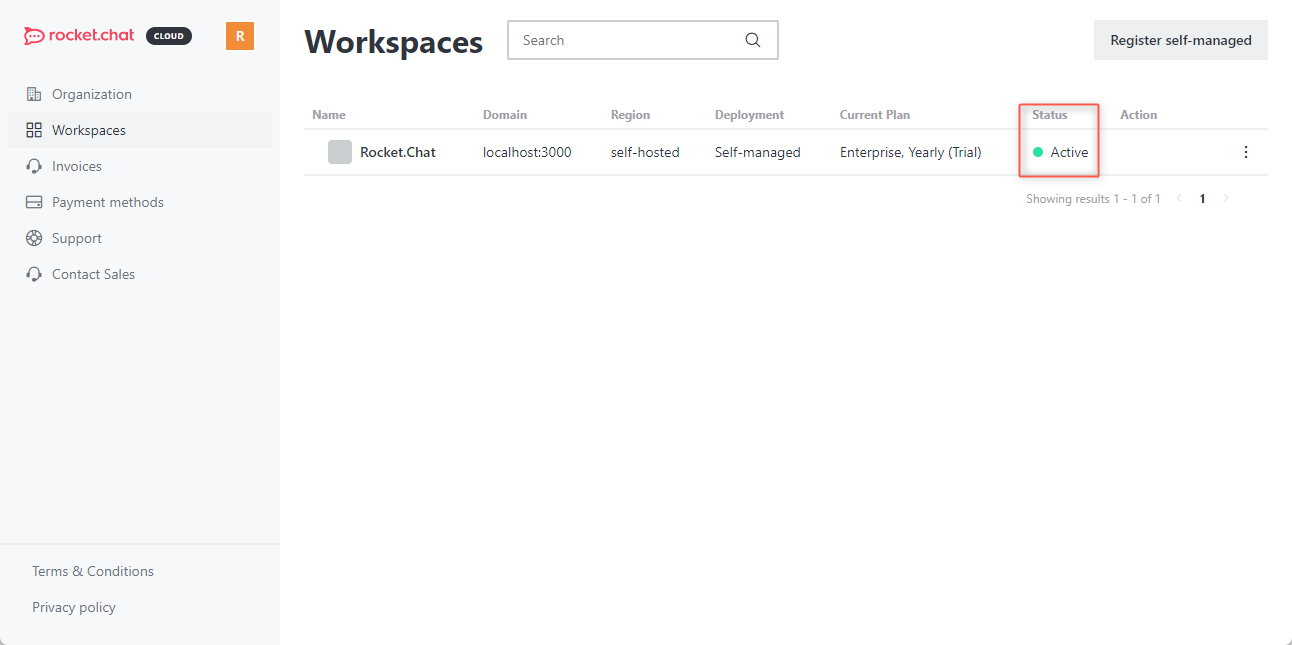 rocket.chat CLOUD R
Workspaces
Search
Register self-managed
Organization
Workspaces
Invoices
Payment methods
Support
Contact Sales
Name Domain Region Deployment Current Plan Status Action
Rocket.Chat localhost:3000 self-hosted Self-managed Enterprise, Yearly (Trial) Active
Showing results 1 - 1 of 1 1
Terms & Conditions
Privacy policy